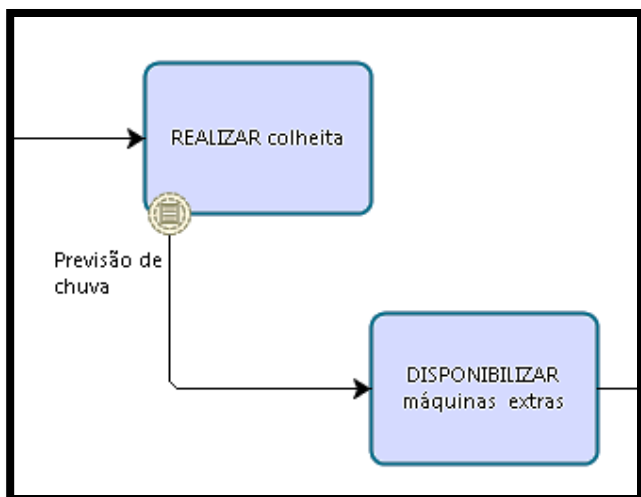 REALIZAR colheita
Previsão de
chuva
DISPONIBILIZAR
máquinas extras